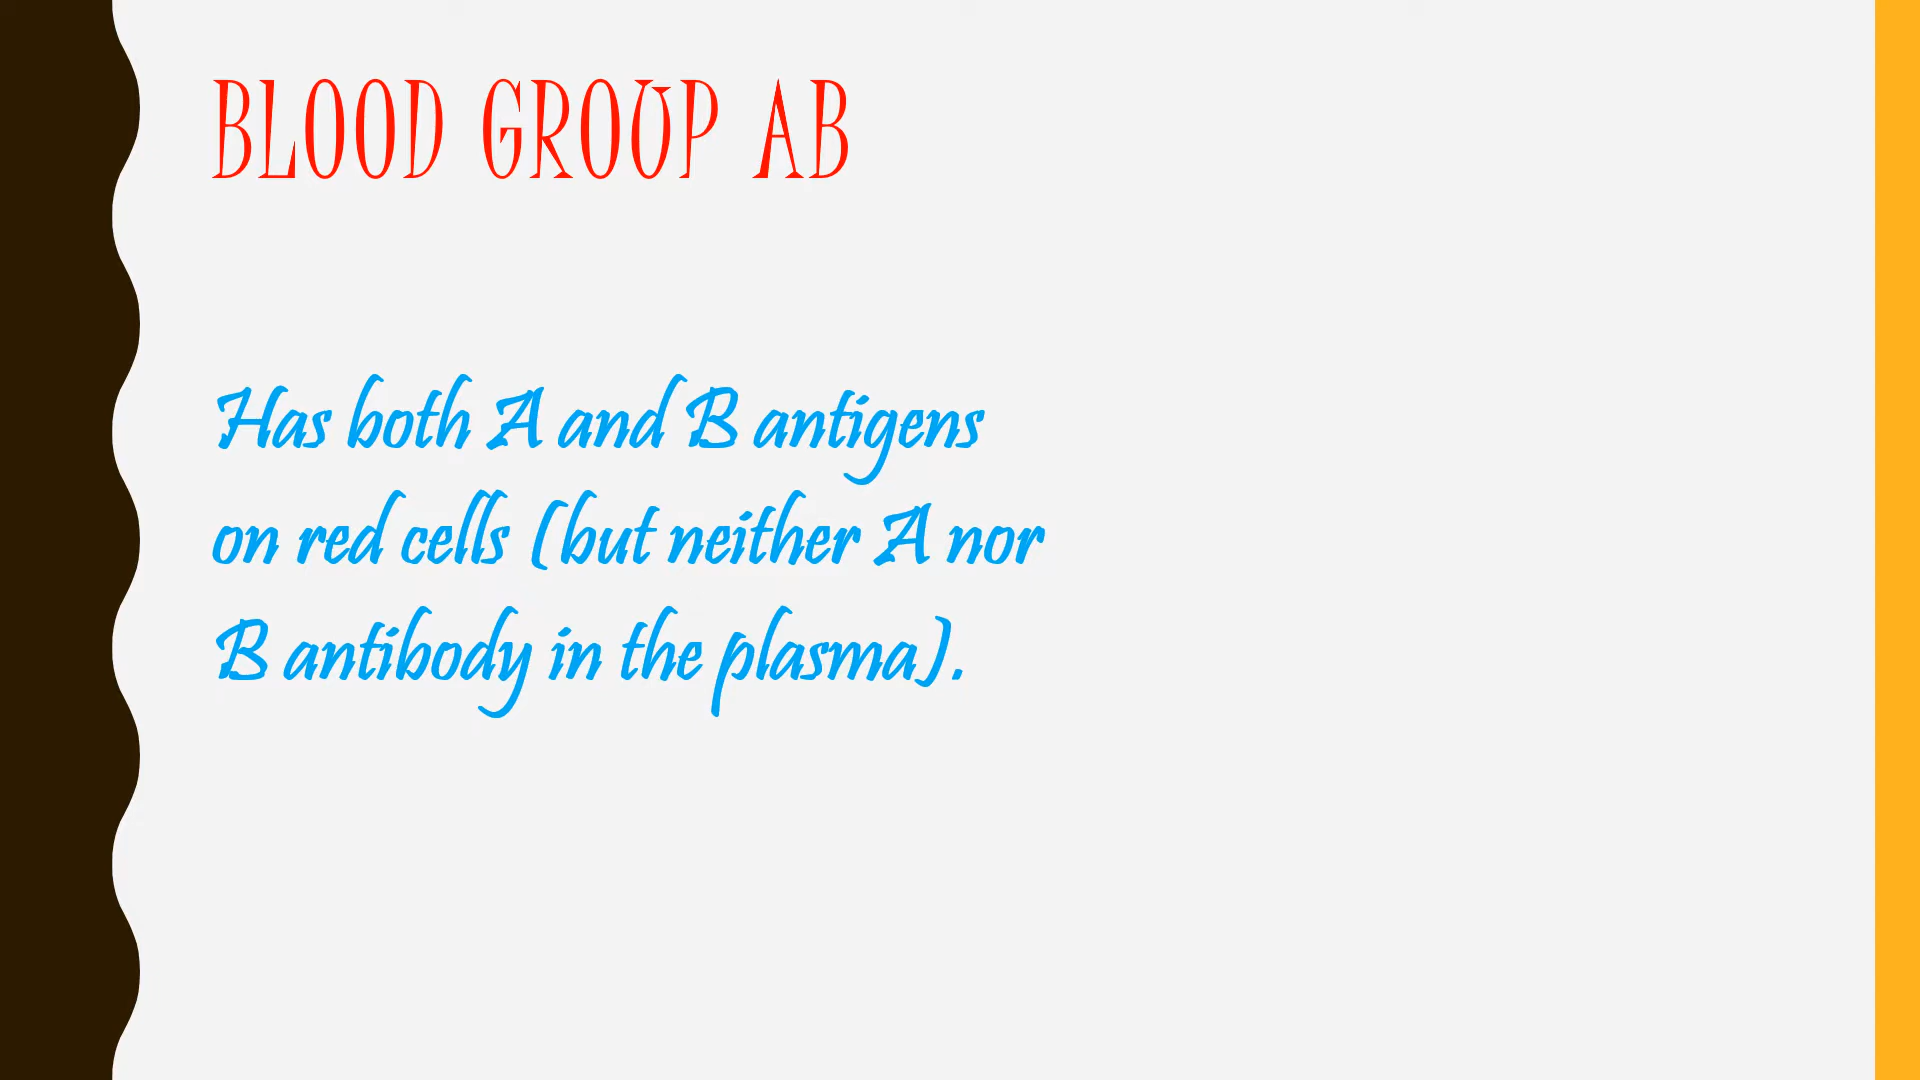 BLOOD GROUP AB
Has both A and B antigens
on red cells (but neither A nor
B antibody in the plasma).